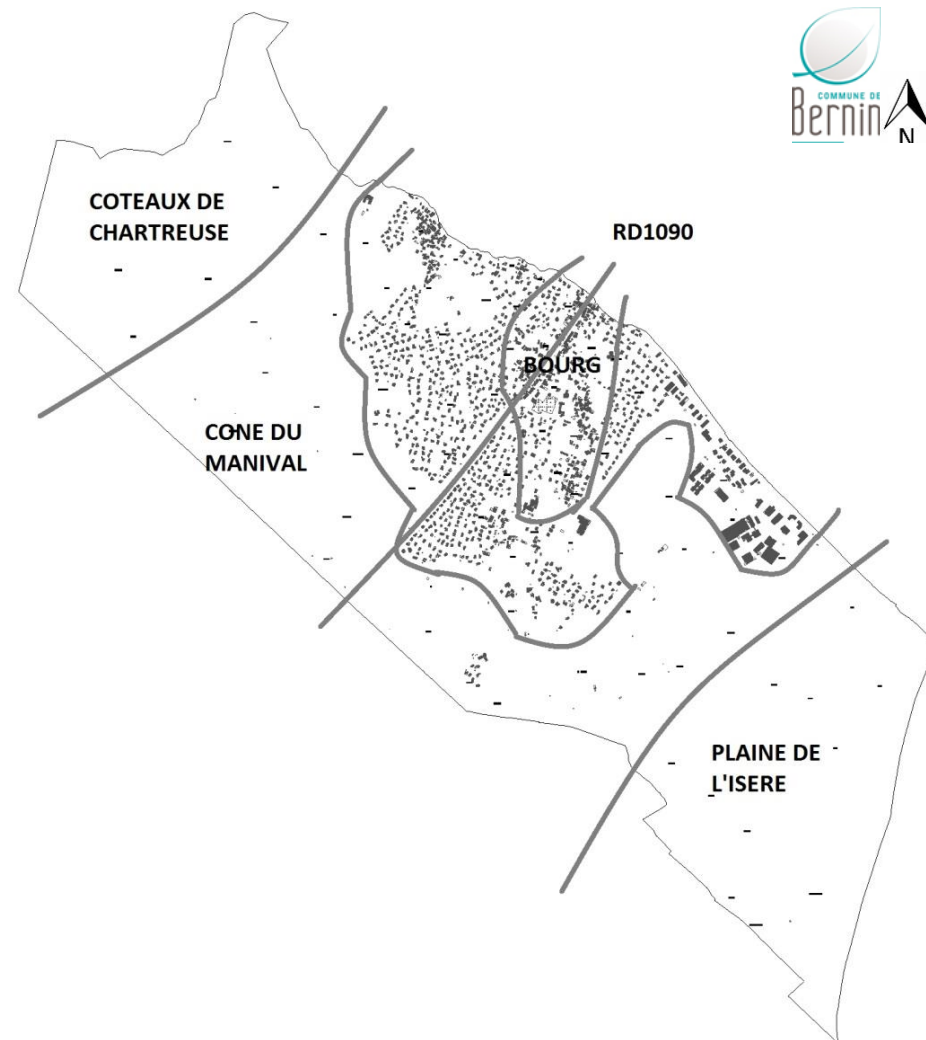 COMMUNE DE
Bernin
N
COTEAUX DE
CHARTREUSE
RD1090
BOURG
CONE DU
MANIVAL
PLAINE DE
L'ISERE